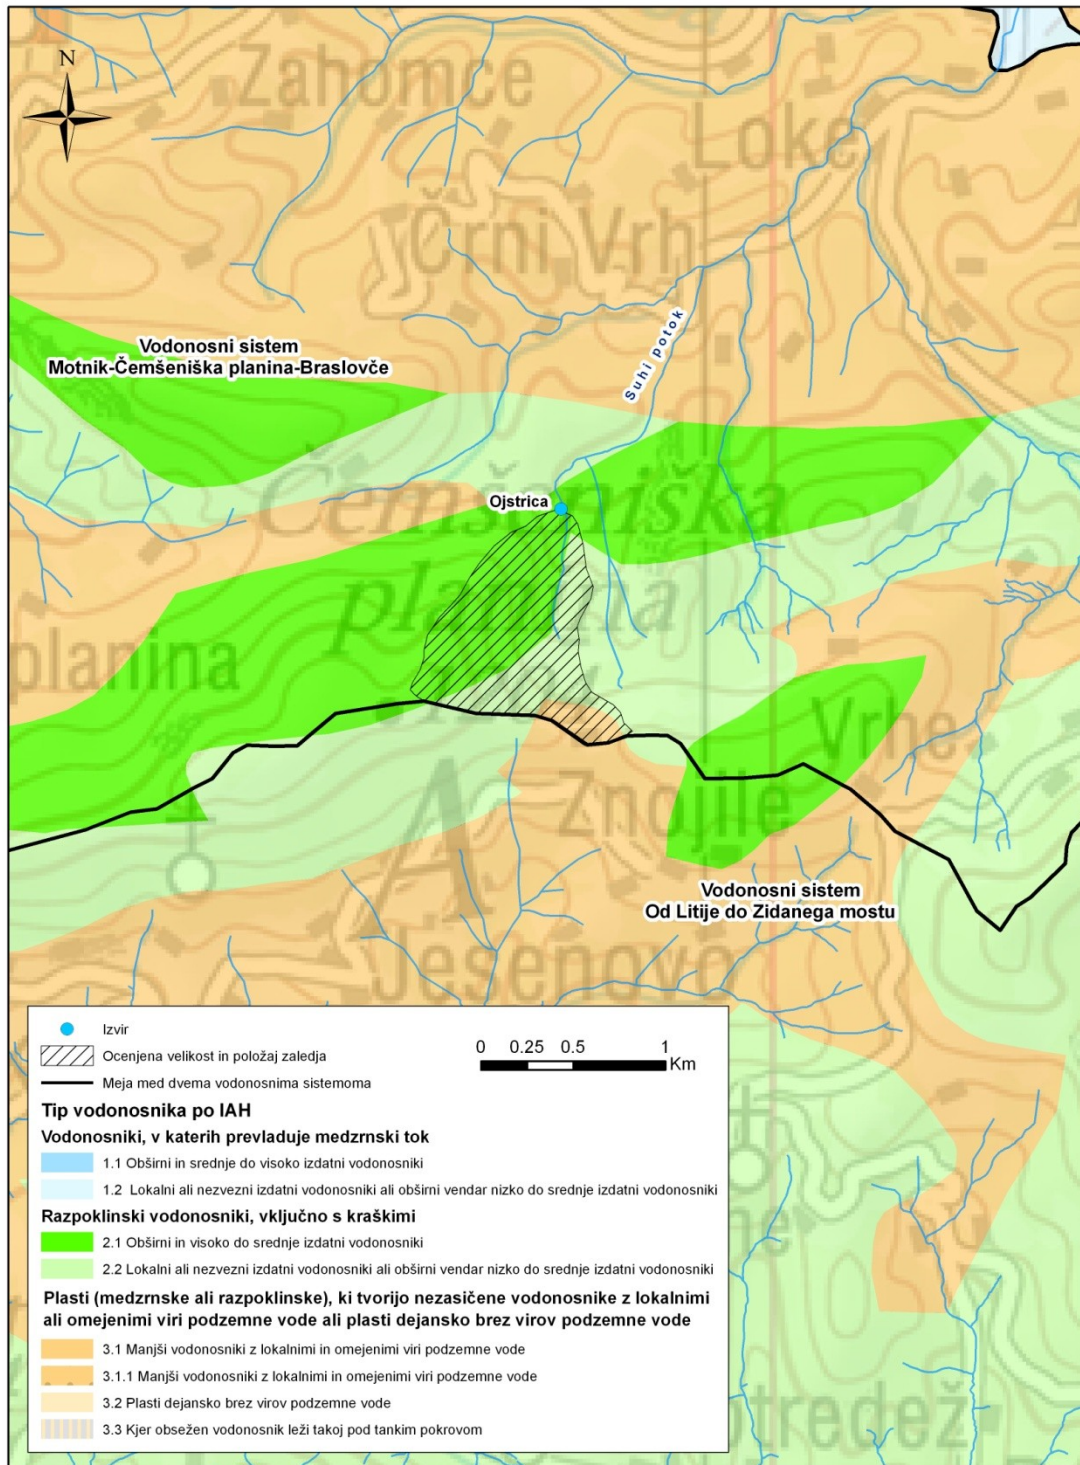 N
Zahomce
Loke
Črni Vrh
Suhi potok
Vodonosni sistem
Motnik-Čemšeniška planina-Braslovče
Čemšeniška
planina
Ojstrica
planina
Vrhe
Znojile
Vodonosni sistem
Od Litije do Zidanega mostu
Jesenovo
Izvir
Ocenjena velikost in položaj zaledja
Meja med dvema vodonosnima sistemoma
0 0.25 0.5 1
Km
Tip vodonosnika po IAH
Vodonosniki, v katerih prevladuje medzrnski tok
1.1 Obširni in srednje do visoko izdatni vodonosniki
1.2 Lokalni ali nezvezni izdatni vodonosniki ali obširni vendar nizko do srednje izdatni vodonosniki
Razpoklinski vodonosniki, vključno s kraškimi
2.1 Obširni in visoko do srednje izdatni vodonosniki
2.2 Lokalni ali nezvezni izdatni vodonosniki ali obširni vendar nizko do srednje izdatni vodonosniki
Plasti (medzrnske ali razpoklinske), ki tvorijo nezasičene vodonosnike z lokalnimi
ali omejenimi viri podzemne vode ali plasti dejansko brez virov podzemne vode
3.1 Manjši vodonosniki z lokalnimi in omejenimi viri podzemne vode
3.1.1 Manjši vodonosniki z lokalnimi in omejenimi viri podzemne vode
3.2 Plasti dejansko brez virov podzemne vode
3.3 Kjer obsežen vodonosnik leži takoj pod tankim pokrovom